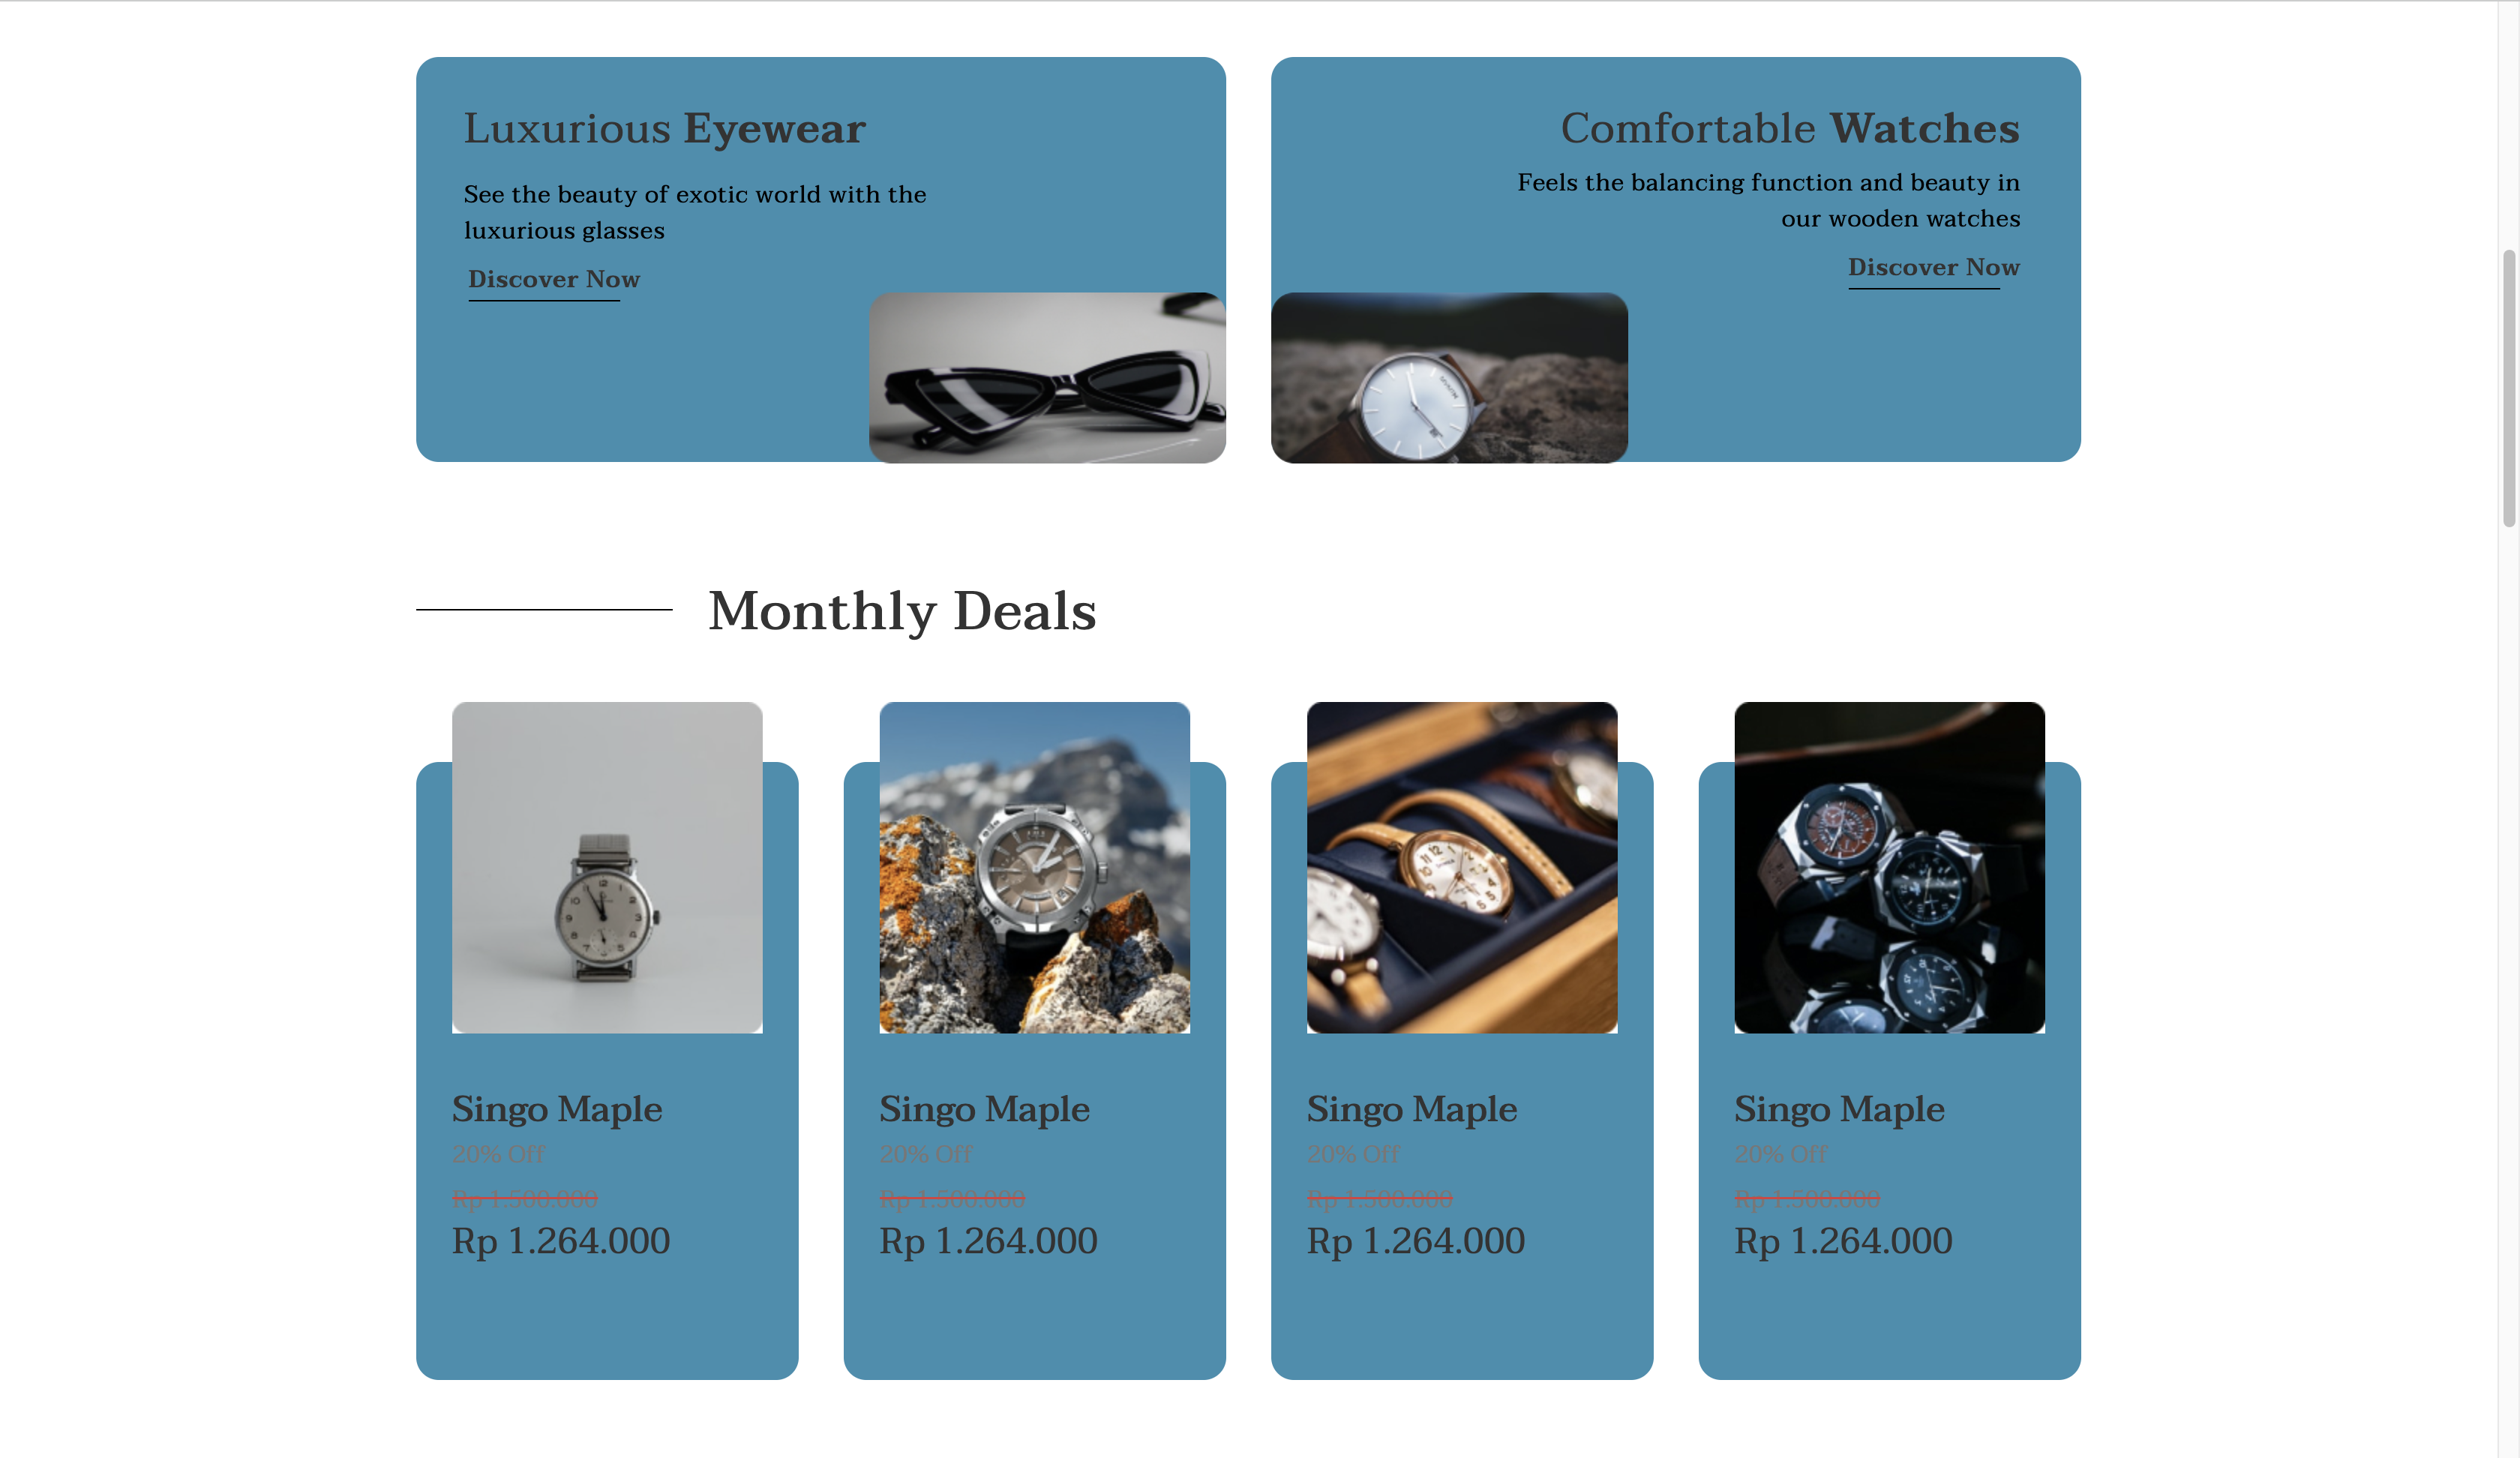 Luxurious Eyewear
See the beauty of exotic world with the
luxurious glasses
Discover Now
Comfortable Watches
Feels the balancing function and beauty in
our wooden watches
Discover Now
Monthly Deals
Singo Maple
20% Off
Rp 1.500.000
Rp 1.264.000
Singo Maple
20% Off
Rp 1.500.000
Rp 1.264.000
Singo Maple
20% Off
Rp 1.500.000
Rp 1.264.000
Singo Maple
20% Off
Rp 1.500.000
Rp 1.264.000